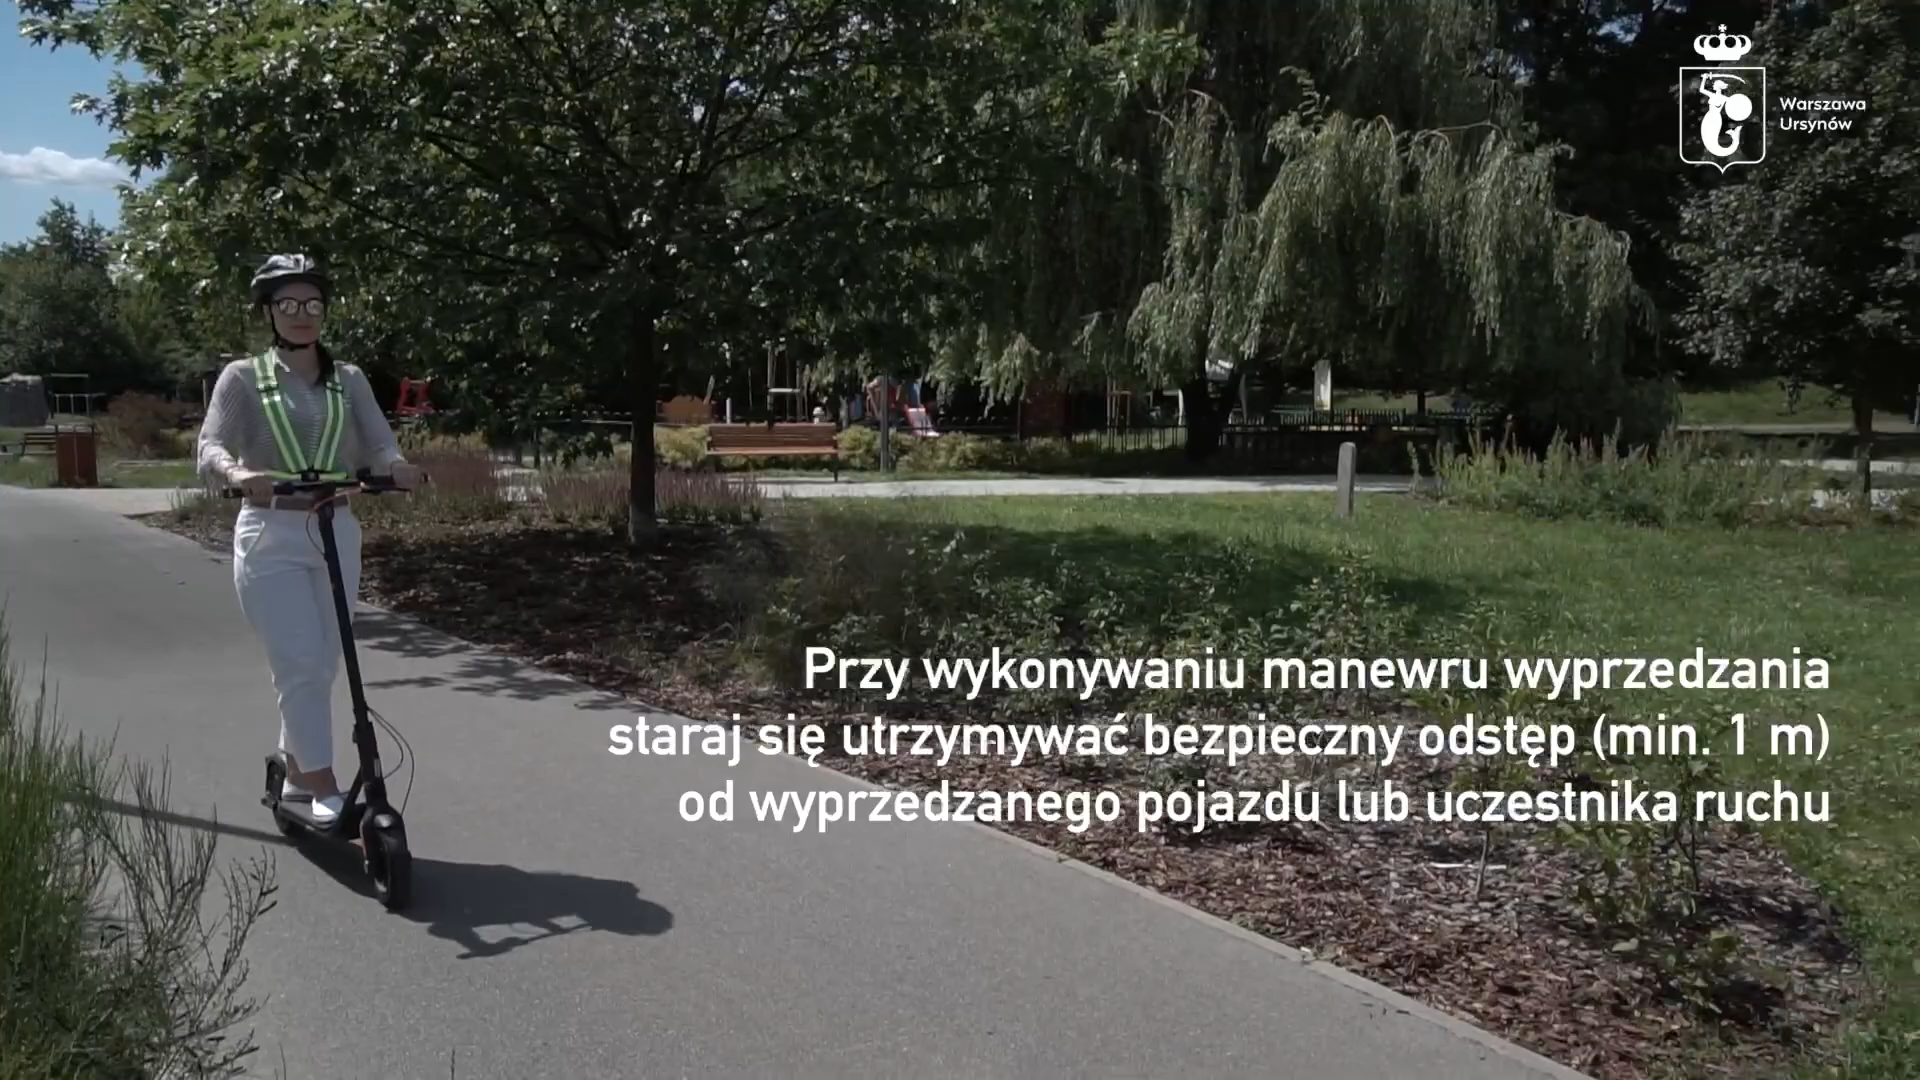 Warszawa
Ursynów
Przy wykonywaniu manewru wyprzedzania
staraj się utrzymywać bezpieczny odstęp (min. 1 m)
od wyprzedzanego pojazdu lub uczestnika ruchu